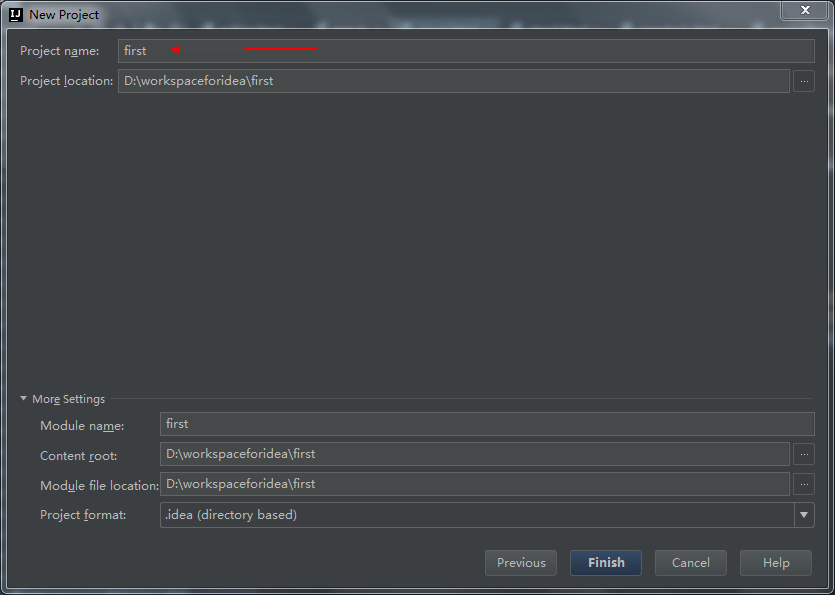 IJ New Project
Project name: first
Project location: D:\workspaceforidea\first ...
More Settings
Module name: first
Content root: D:\workspaceforidea\first ...
Module file location: D:\workspaceforidea\first ...
Project format: .idea (directory based)
Previous Finish Cancel Help